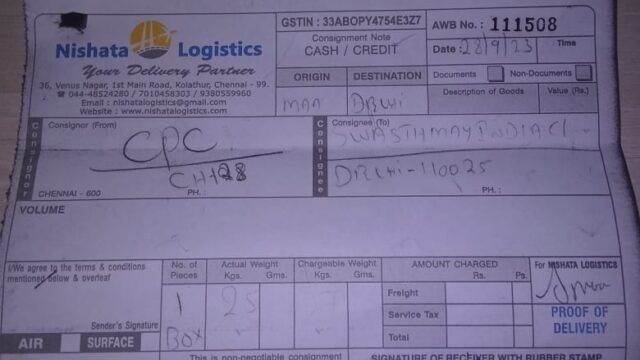 Nishata Logistics
Your Delivery Partner
36, Venus Nagar, 1st Main Road, Kolathur, Chennai - 99.
☎ 044-48524280 / 7010458303 / 9380559960
Email : nishatalogistics@gmail.com
Website : www.nishatalogistics.com
GSTIN : 33ABOPY4754E3Z7
Consignment Note
CASH / CREDIT
ORIGIN DESTINATION
MAA
AWB No. : 111508
Date : 28/9/23 Time
Documents Non-Documents
Description of Goods Value (Rs.)
Consignor
Consignor (From)
CPC
CHENNAI - 600 PH. :
Consignee
Consignee (To)
SWASTHMAY INDIA
DELHI-110025
PH. :
VOLUME
I/We agree to the terms & conditions
mentioned below & overleaf
Sender's Signature
AIR SURFACE
No. of
Pieces
1
BOX
Actual Weight
Kgs. Gms.
25
Chargeable Weight
Kgs. Gms.
AMOUNT CHARGED
Rs. Ps.
Freight
Service Tax
Total
For NISHATA LOGISTICS
PROOF OF
DELIVERY
This is non-negotiable consignment
SIGNATURE OF RECEIVER WITH RUBBER STAMP